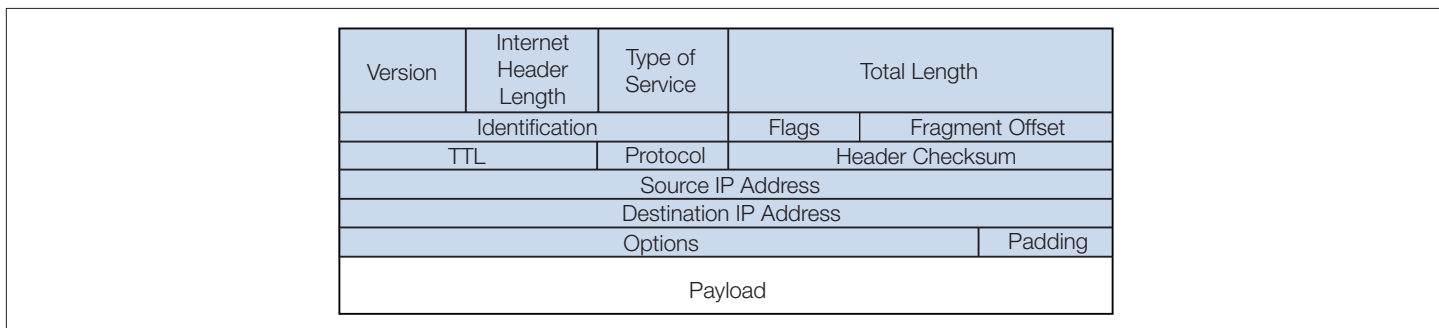 Version
Internet
Header
Length
Type of
Service
Total Length
Identification
Flags
Fragment Offset
TTL
Protocol
Header Checksum
Source IP Address
Destination IP Address
Options
Padding
Payload